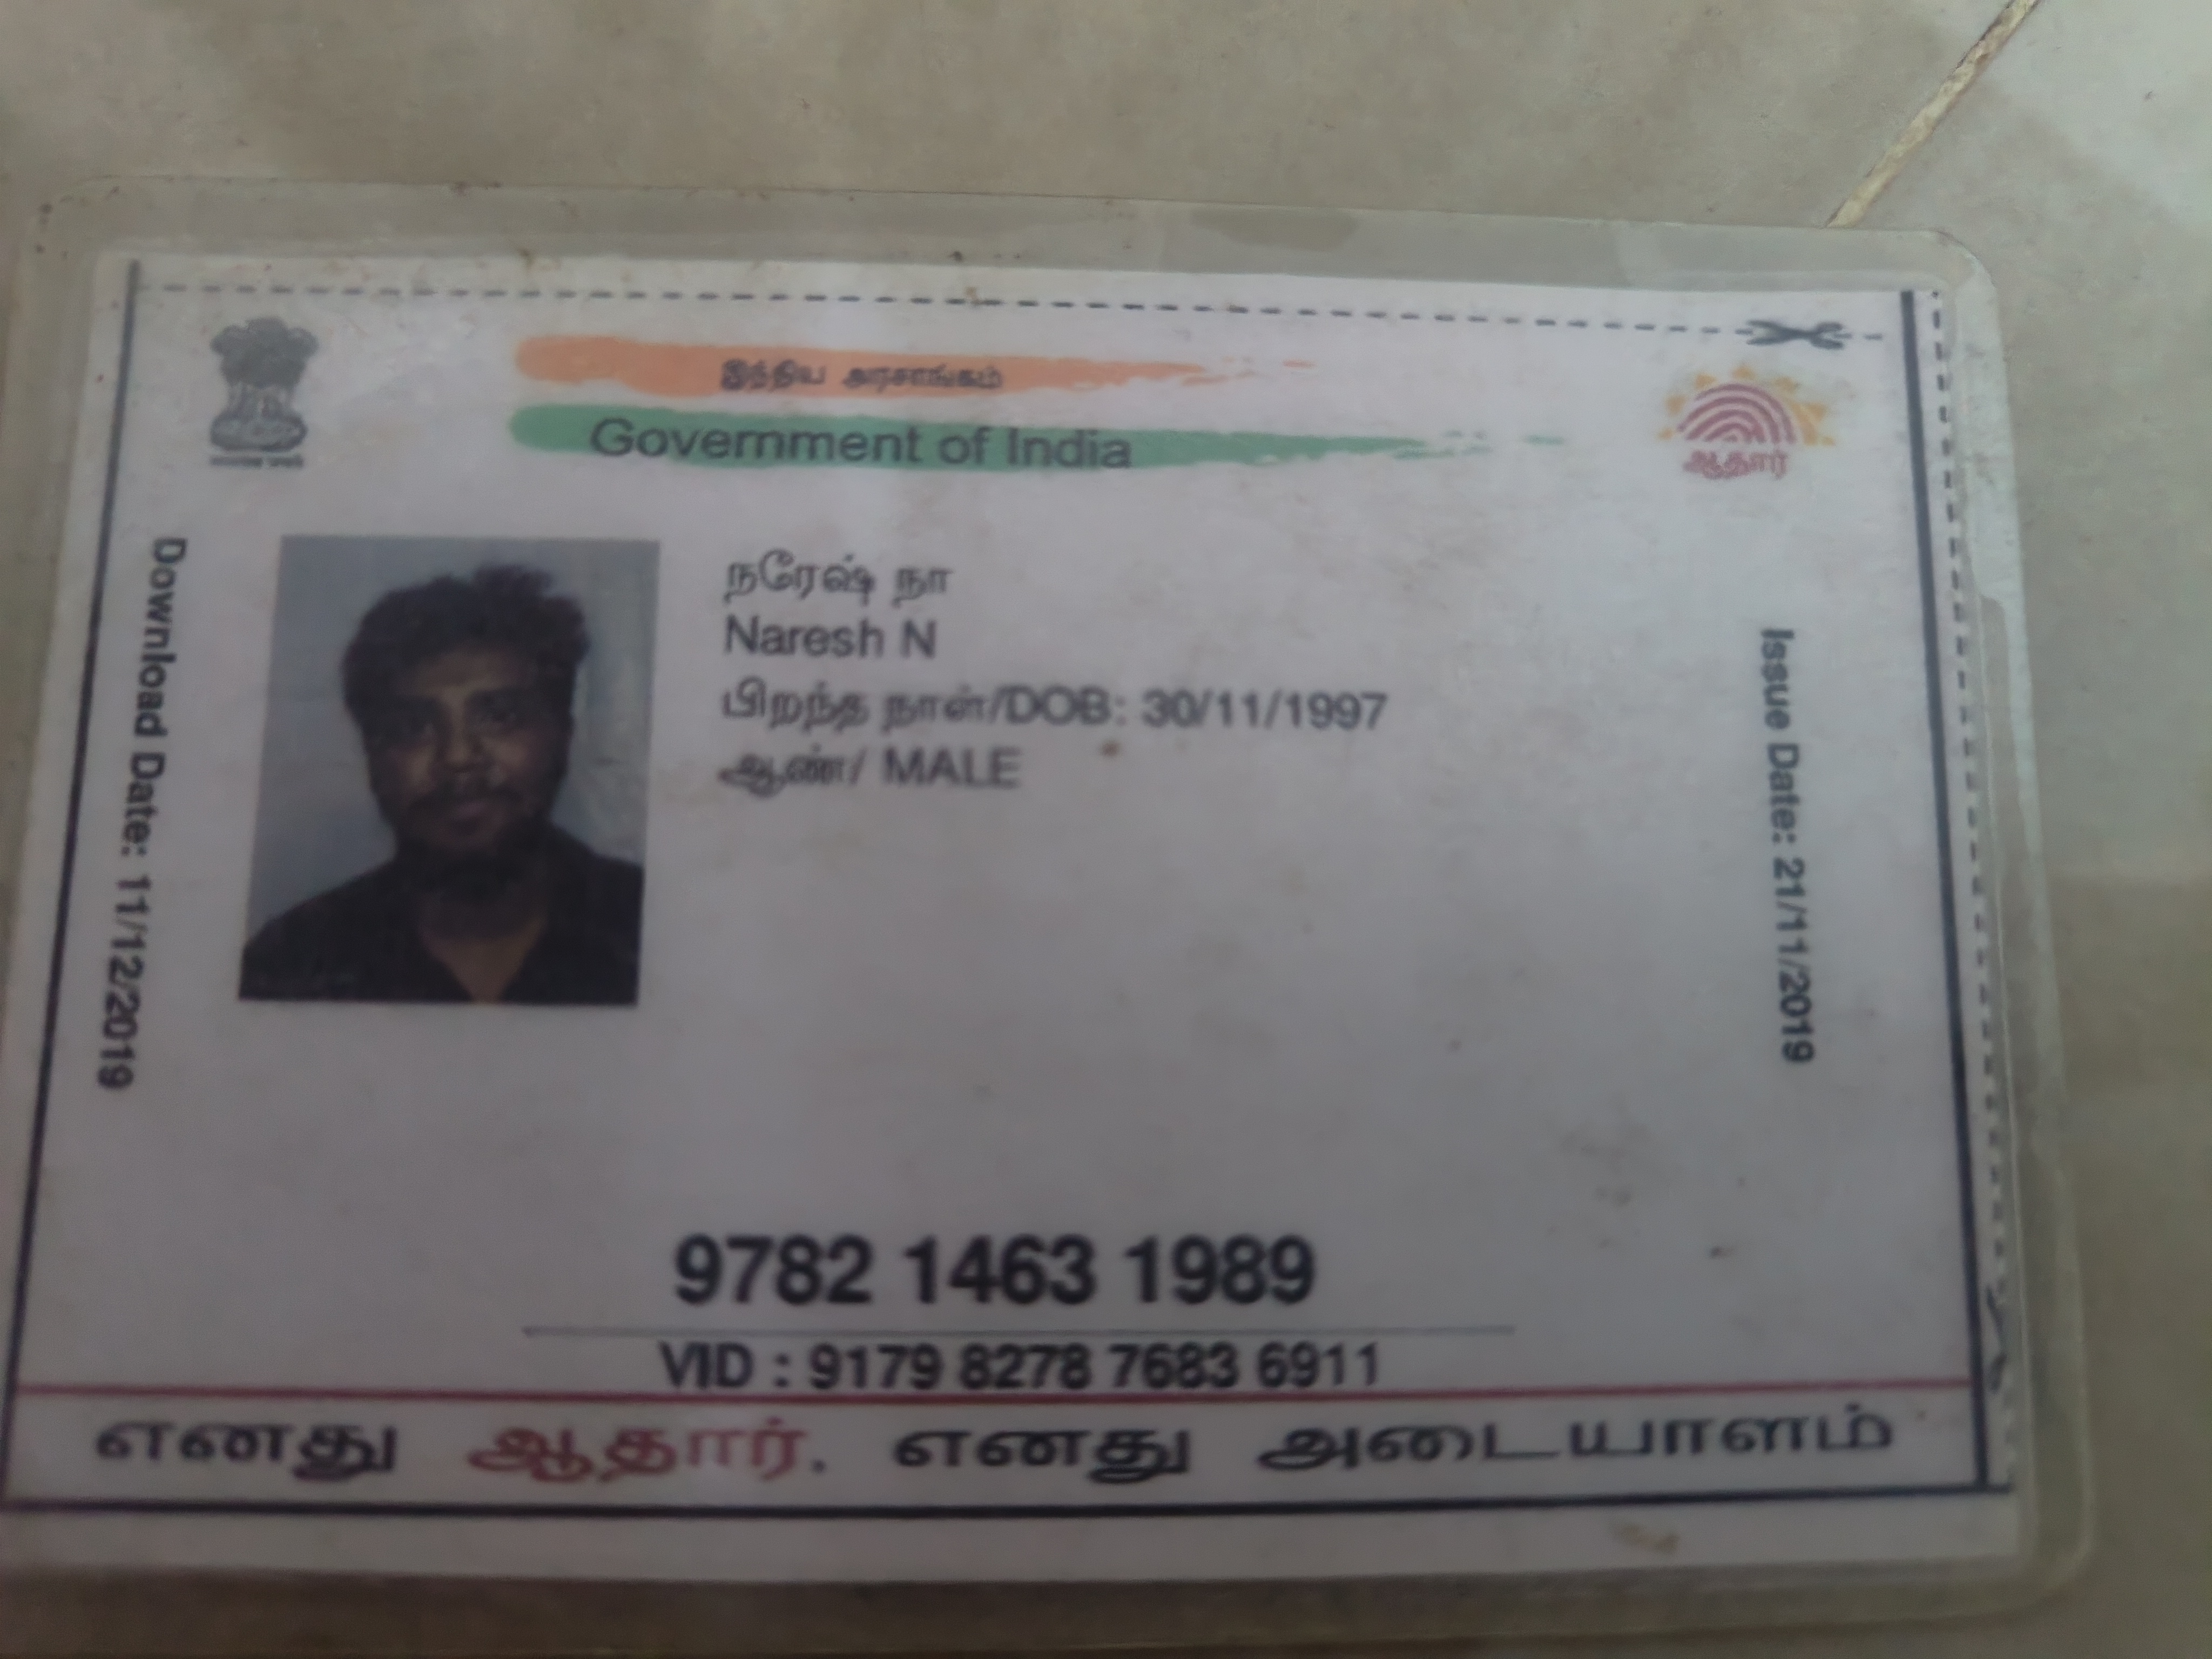 இந்திய அரசாங்கம்
Government of India
ஆதார்
Download Date: 11/12/2019
நரேஷ் நா
Naresh N
பிறந்த நாள்/DOB: 30/11/1997
ஆண்/ MALE
Issue Date: 21/11/2019
9782 1463 1989
VID : 9179 8278 7683 6911
எனது ஆதார். எனது அடையாளம்